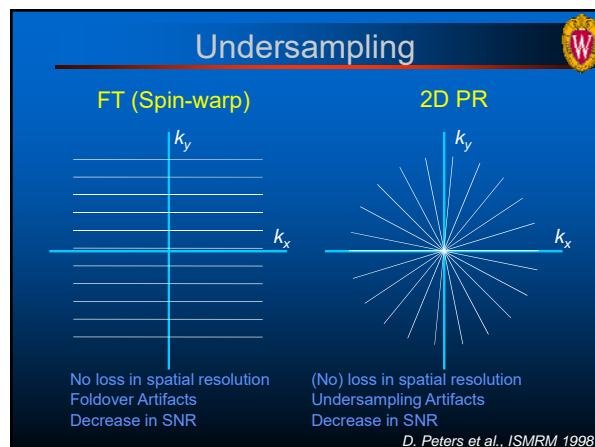 Undersampling
W
FT (Spin-warp)
ky
kx
No loss in spatial resolution
Foldover Artifacts
Decrease in SNR
2D PR
ky
kx
(No) loss in spatial resolution
Undersampling Artifacts
Decrease in SNR
D. Peters et al., ISMRM 1998